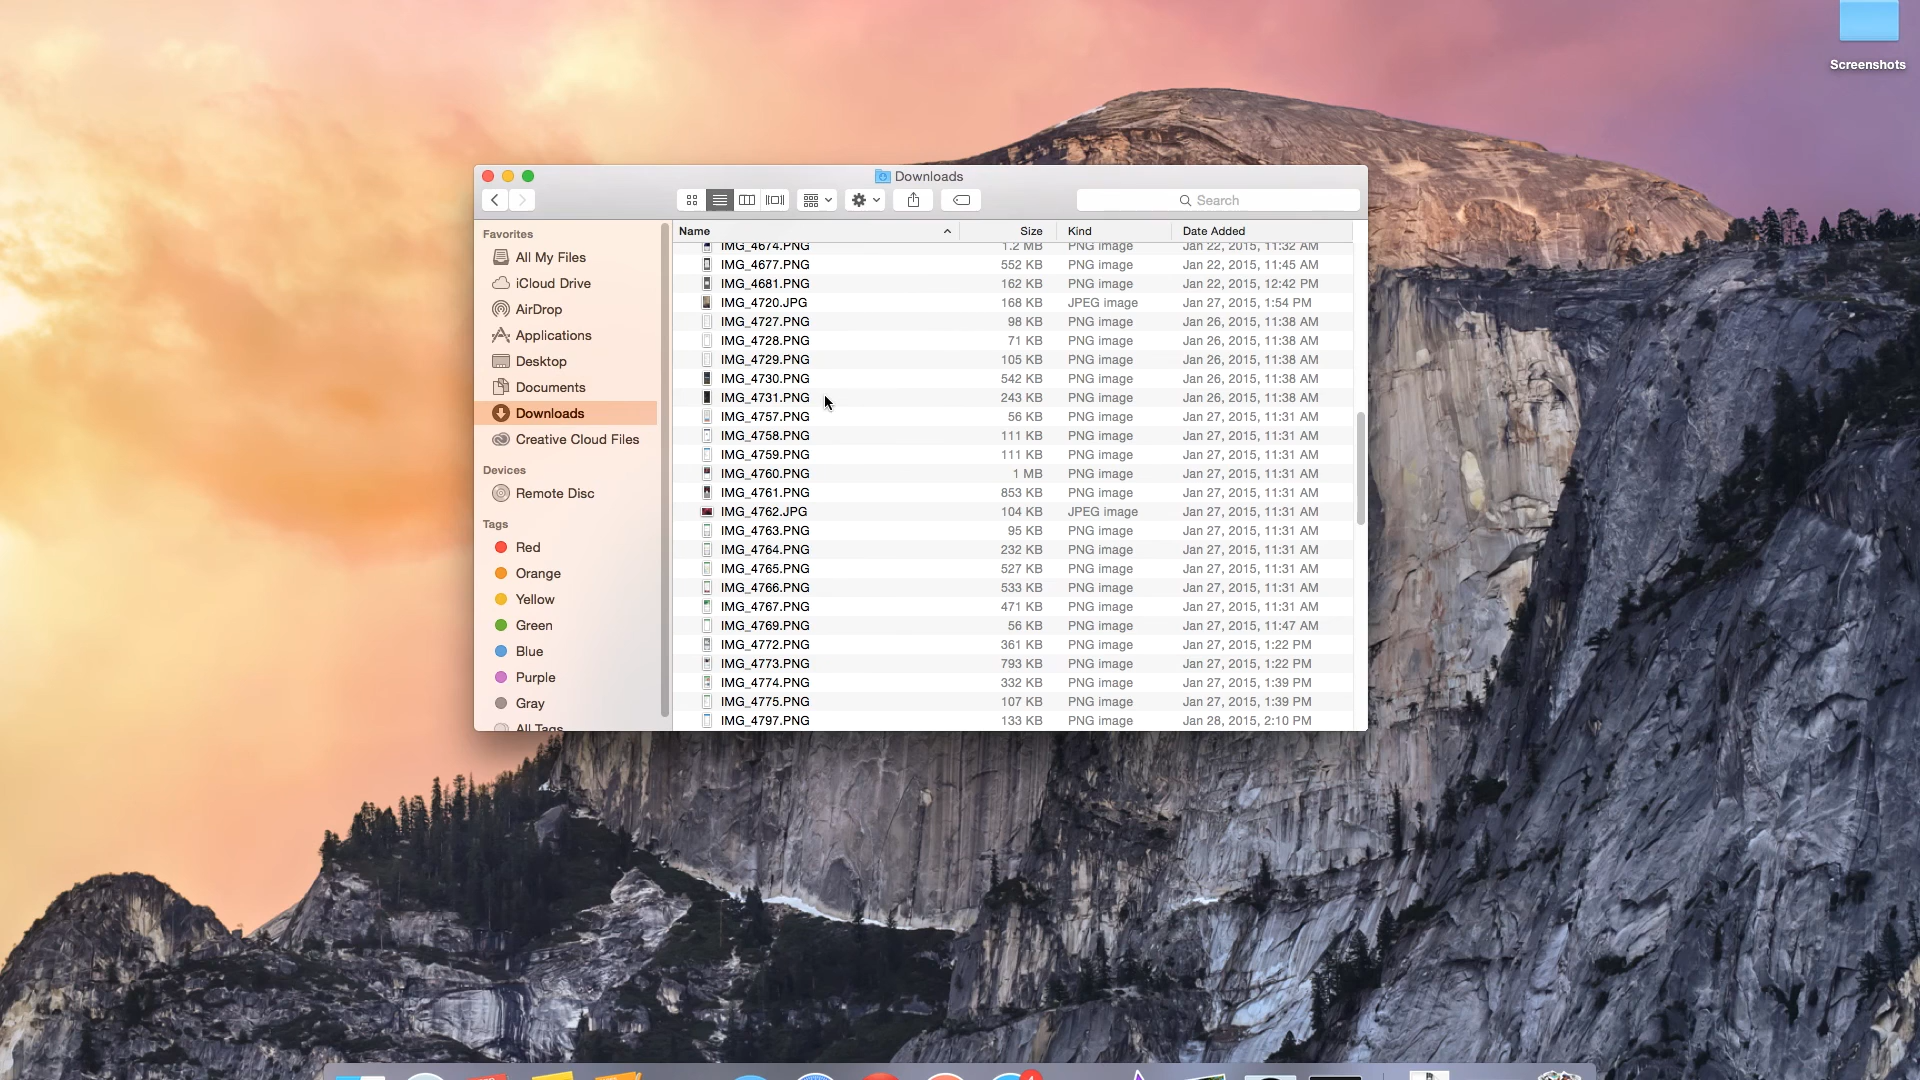 Screenshots
Downloads
Search
Favorites
All My Files
iCloud Drive
AirDrop
Applications
Desktop
Documents
Downloads
Creative Cloud Files
Devices
Remote Disc
Tags
Red
Orange
Yellow
Green
Blue
Purple
Gray
All Tags
Name Size Kind Date Added
IMG_4674.PNG 1.2 MB PNG image Jan 22, 2015, 11:32 AM
IMG_4677.PNG 552 KB PNG image Jan 22, 2015, 11:45 AM
IMG_4681.PNG 162 KB PNG image Jan 22, 2015, 12:42 PM
IMG_4720.JPG 168 KB JPEG image Jan 27, 2015, 1:54 PM
IMG_4727.PNG 98 KB PNG image Jan 26, 2015, 11:38 AM
IMG_4728.PNG 71 KB PNG image Jan 26, 2015, 11:38 AM
IMG_4729.PNG 105 KB PNG image Jan 26, 2015, 11:38 AM
IMG_4730.PNG 542 KB PNG image Jan 26, 2015, 11:38 AM
IMG_4731.PNG 243 KB PNG image Jan 26, 2015, 11:38 AM
IMG_4757.PNG 56 KB PNG image Jan 27, 2015, 11:31 AM
IMG_4758.PNG 111 KB PNG image Jan 27, 2015, 11:31 AM
IMG_4759.PNG 111 KB PNG image Jan 27, 2015, 11:31 AM
IMG_4760.PNG 1 MB PNG image Jan 27, 2015, 11:31 AM
IMG_4761.PNG 853 KB PNG image Jan 27, 2015, 11:31 AM
IMG_4762.JPG 104 KB JPEG image Jan 27, 2015, 11:31 AM
IMG_4763.PNG 95 KB PNG image Jan 27, 2015, 11:31 AM
IMG_4764.PNG 232 KB PNG image Jan 27, 2015, 11:31 AM
IMG_4765.PNG 527 KB PNG image Jan 27, 2015, 11:31 AM
IMG_4766.PNG 533 KB PNG image Jan 27, 2015, 11:31 AM
IMG_4767.PNG 471 KB PNG image Jan 27, 2015, 11:31 AM
IMG_4769.PNG 56 KB PNG image Jan 27, 2015, 11:47 AM
IMG_4772.PNG 361 KB PNG image Jan 27, 2015, 1:22 PM
IMG_4773.PNG 793 KB PNG image Jan 27, 2015, 1:22 PM
IMG_4774.PNG 332 KB PNG image Jan 27, 2015, 1:39 PM
IMG_4775.PNG 107 KB PNG image Jan 27, 2015, 1:39 PM
IMG_4797.PNG 133 KB PNG image Jan 28, 2015, 2:10 PM